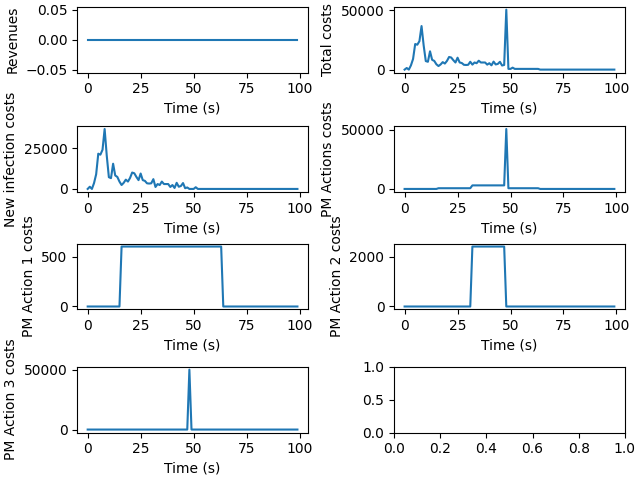 Revenues
0.05
0.00
−0.05
0 25 50 75 100
Time (s)
Total costs
50000
0
0 25 50 75 100
Time (s)
New infection costs
25000
0
0 25 50 75 100
Time (s)
PM Actions costs
50000
0
0 25 50 75 100
Time (s)
PM Action 1 costs
500
0
0 25 50 75 100
Time (s)
PM Action 2 costs
2000
0
0 25 50 75 100
Time (s)
PM Action 3 costs
50000
0
0 25 50 75 100
Time (s)
1.0
0.5
0.0
0.0 0.2 0.4 0.6 0.8 1.0